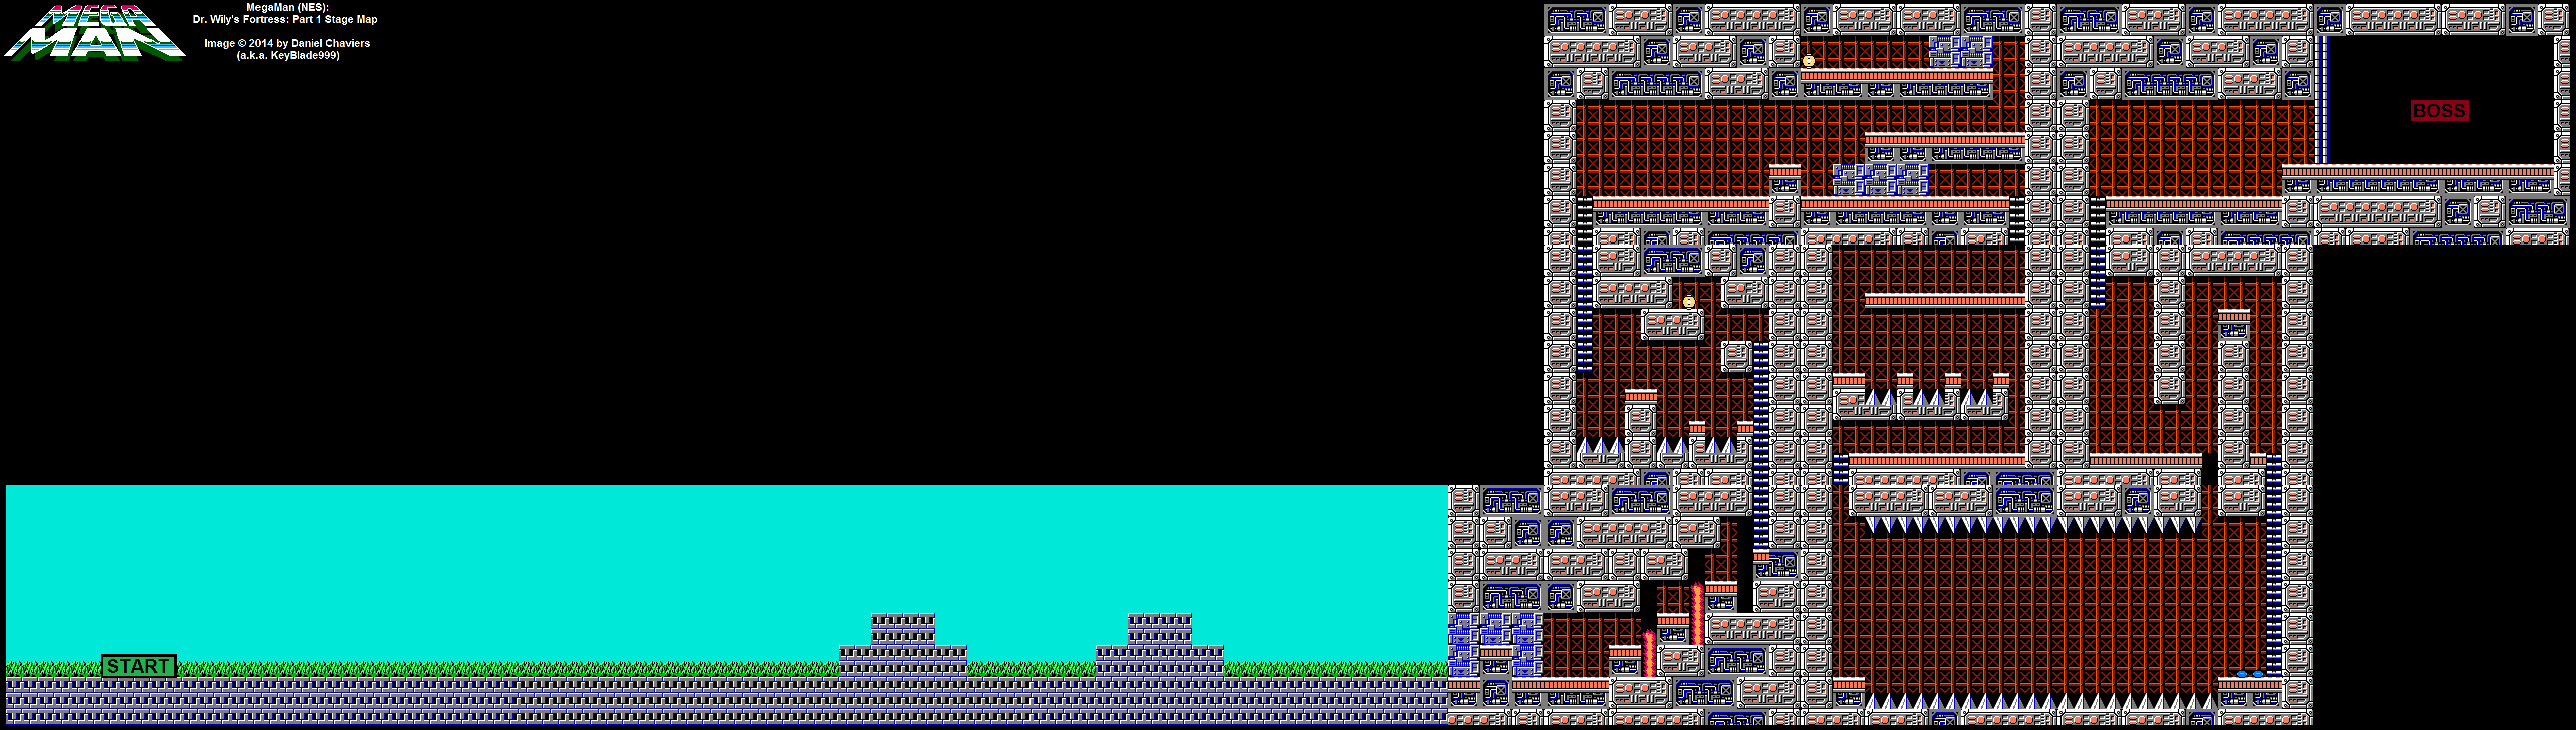 MEGA
MAN
MegaMan (NES):
Dr. Wily's Fortress: Part 1 Stage Map
Image © 2014 by Daniel Chaviers
(a.k.a. KeyBlade999)
BOSS
START